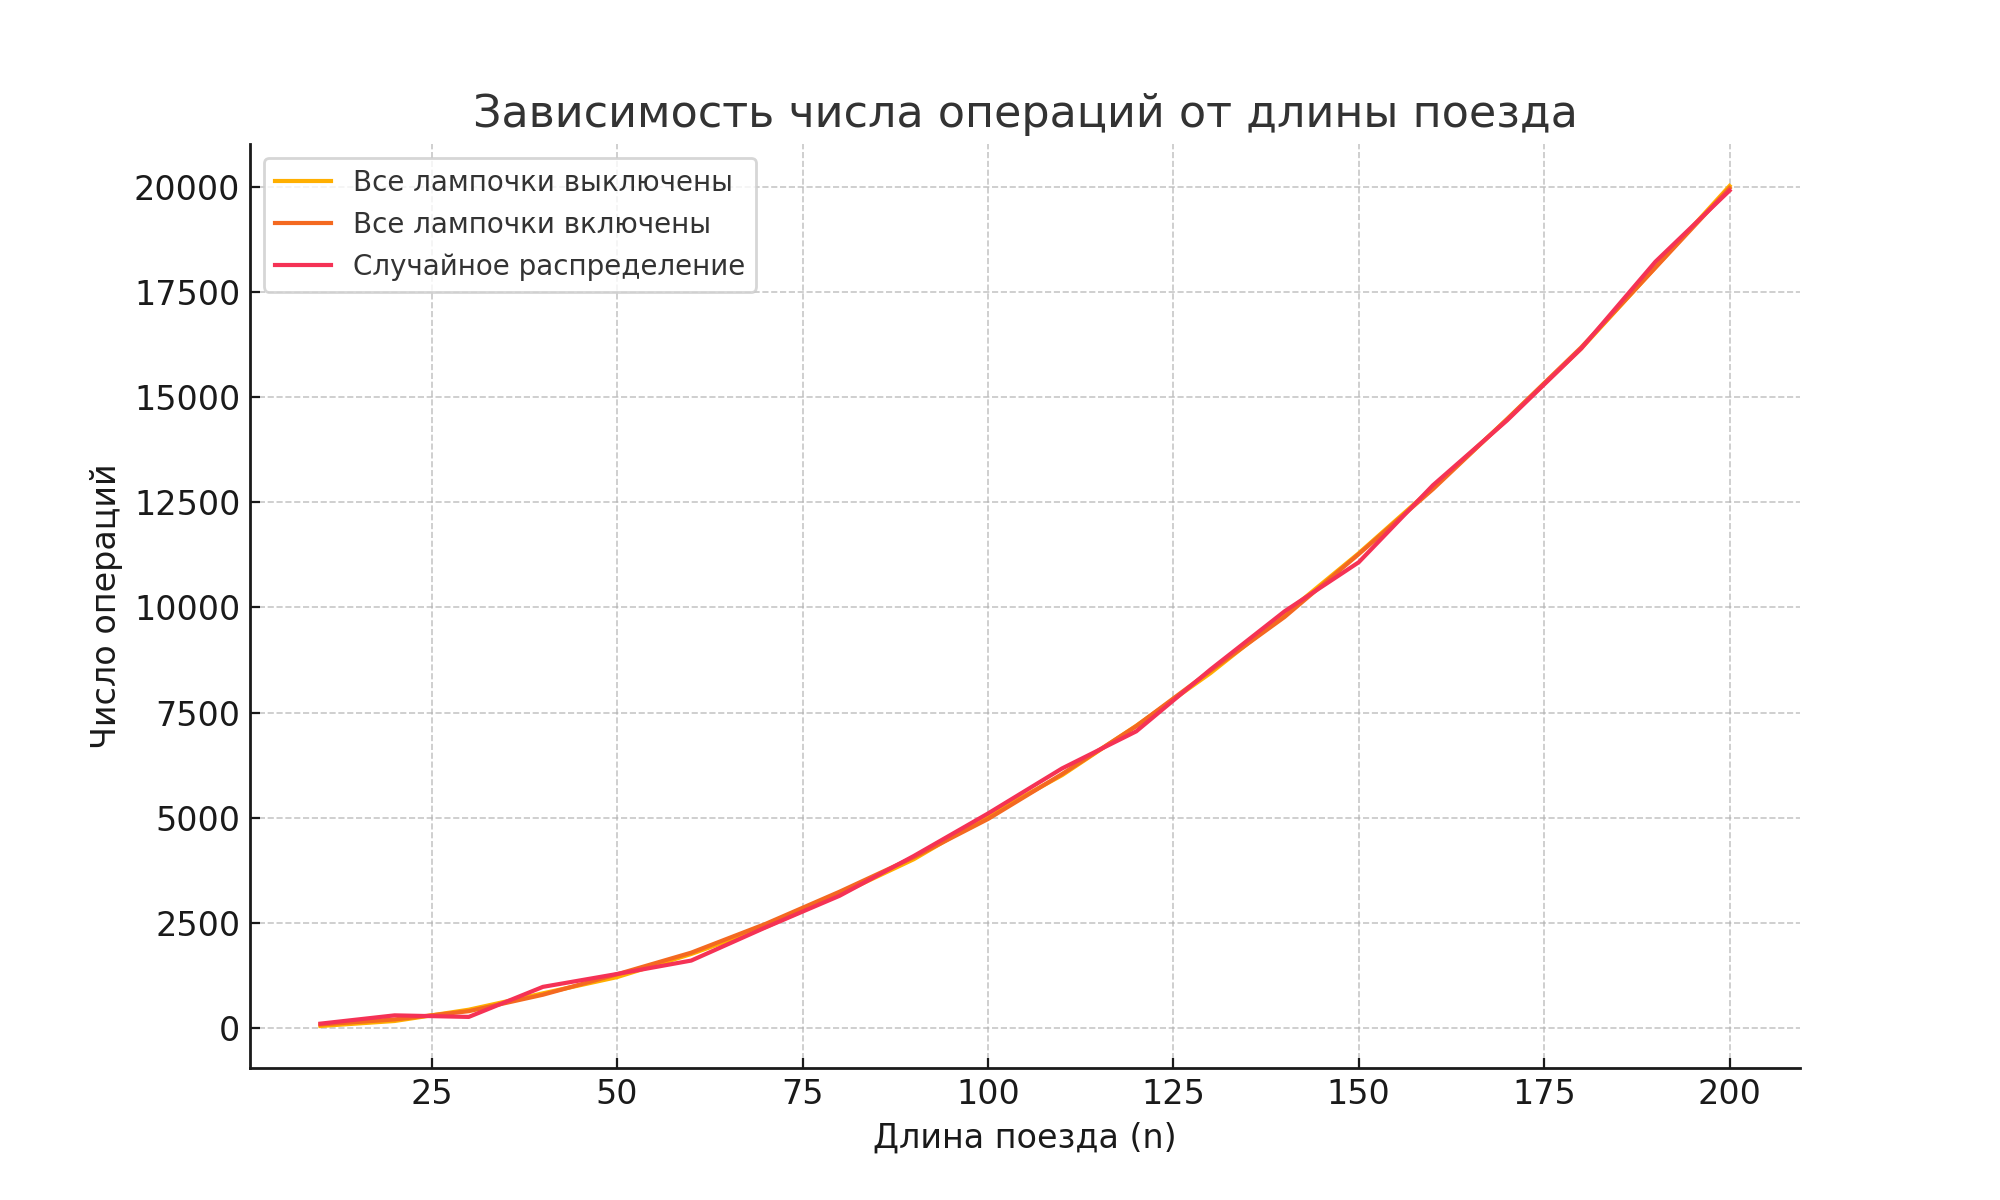 Зависимость числа операций от длины поезда
Все лампочки выключены
Все лампочки включены
Случайное распределение
20000
17500
15000
12500
10000
7500
5000
2500
0
Число операций
25 50 75 100 125 150 175 200
Длина поезда (n)